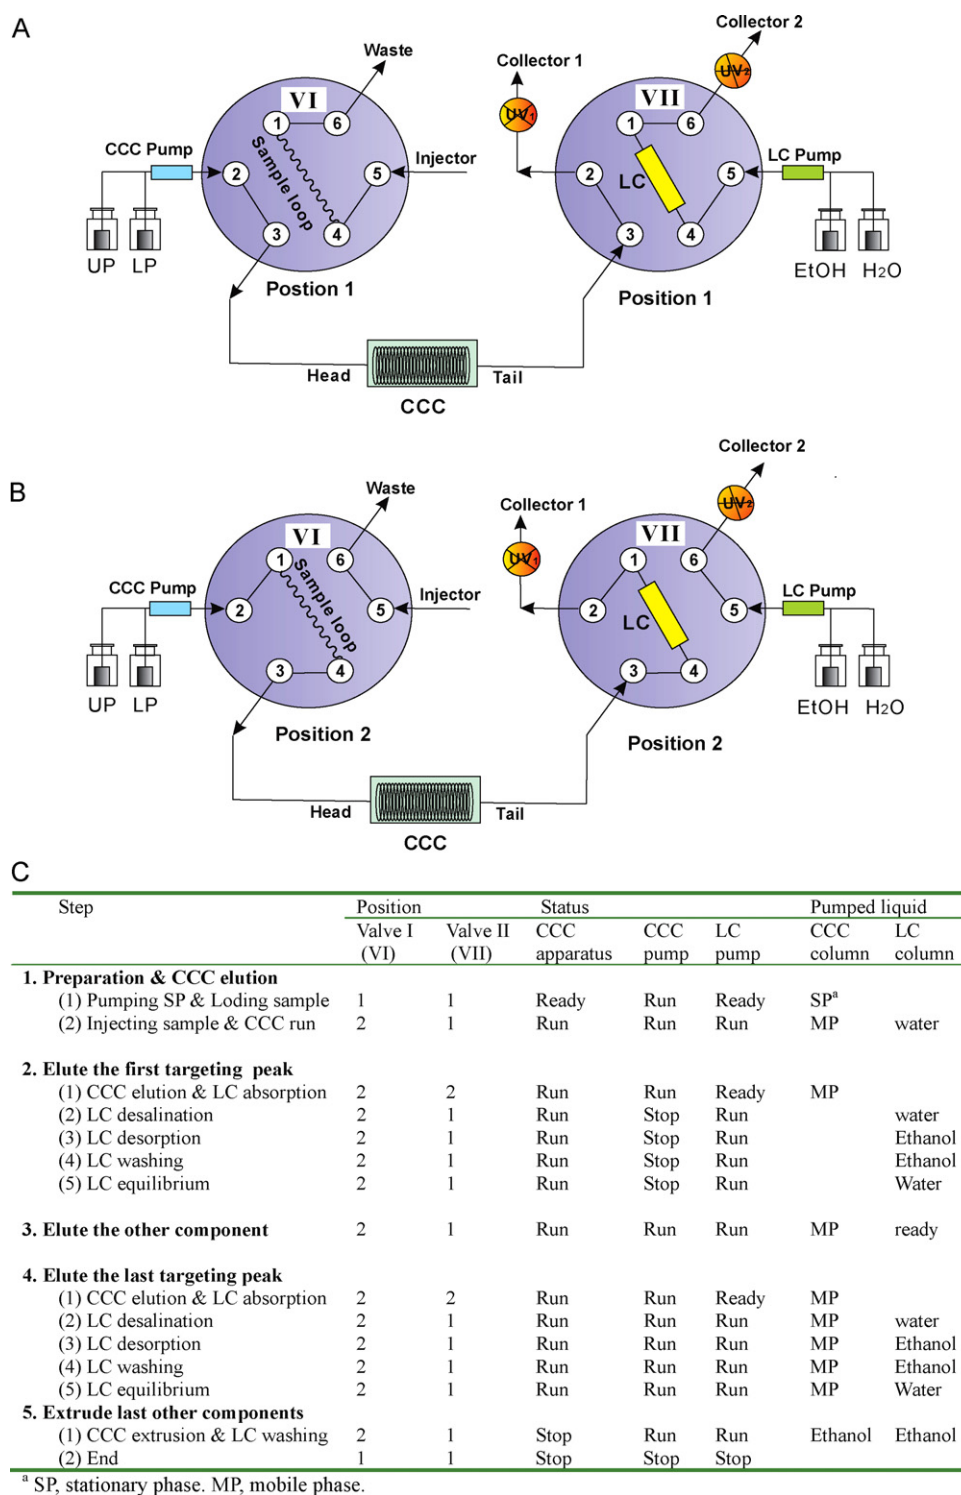 A
Waste
Collector 2
Collector 1
UV2
VI
VII
UV1
1
6
1
6
CCC Pump
Injector
LC Pump
2
Sample loop
5
2
LC
5
3
4
3
4
UP
LP
EtOH
H2O
Postion 1
Position 1
Head
Tail
CCC
B
Waste
Collector 2
Collector 1
UV2
VI
VII
UV1
1
6
1
6
CCC Pump
Injector
LC Pump
2
Sample loop
5
2
LC
5
3
4
3
4
UP
LP
EtOH
H2O
Position 2
Position 2
Head
Tail
CCC
C
Step Position Status Pumped liquid
Valve I Valve II CCC CCC LC CCC LC
(VI) (VII) apparatus pump pump column column
1. Preparation & CCC elution
(1) Pumping SP & Loding sample 1 1 Ready Run Ready SPa
(2) Injecting sample & CCC run 2 1 Run Run Run MP water
2. Elute the first targeting peak
(1) CCC elution & LC absorption 2 2 Run Run Ready MP
(2) LC desalination 2 1 Run Stop Run water
(3) LC desorption 2 1 Run Stop Run Ethanol
(4) LC washing 2 1 Run Stop Run Ethanol
(5) LC equilibrium 2 1 Run Stop Run Water
3. Elute the other component 2 1 Run Run Run MP ready
4. Elute the last targeting peak
(1) CCC elution & LC absorption 2 2 Run Run Ready MP
(2) LC desalination 2 1 Run Run Run MP water
(3) LC desorption 2 1 Run Run Run MP Ethanol
(4) LC washing 2 1 Run Run Run MP Ethanol
(5) LC equilibrium 2 1 Run Run Run MP Water
5. Extrude last other components
(1) CCC extrusion & LC washing 2 1 Stop Run Run Ethanol Ethanol
(2) End 1 1 Stop Stop Stop
a SP, stationary phase. MP, mobile phase.